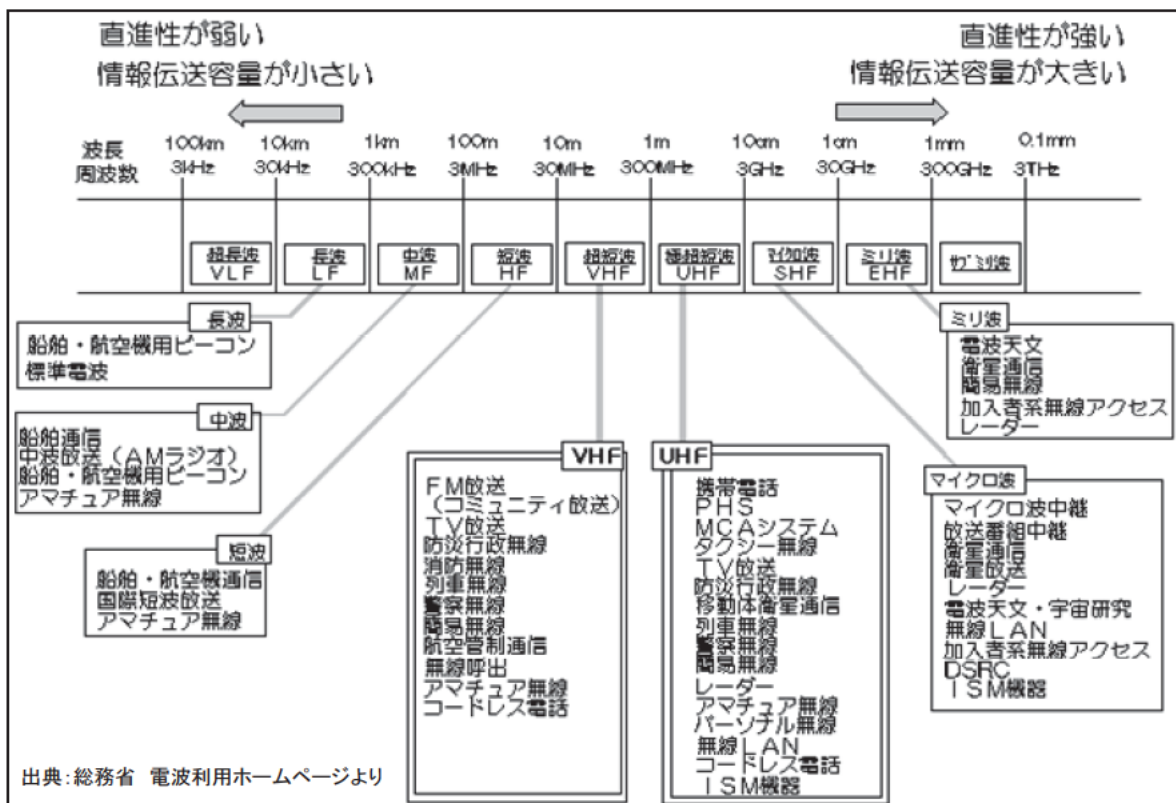 直進性が弱い
情報伝送容量が小さい
直進性が強い
情報伝送容量が大きい
波長 100km 10km 1km 100m 10m 1m 10cm 1cm 1mm 0.1mm
周波数 3kHz 30kHz 300kHz 3MHz 30MHz 300MHz 3GHz 30GHz 300GHz 3THz
超長波 長波 中波 短波 超短波 極超短波 マイクロ波 ミリ波 サブミリ波
VLF LF MF HF VHF UHF SHF EHF
長波
船舶・航空機用ビーコン
標準電波
中波
船舶通信
中波放送(AMラジオ)
船舶・航空機用ビーコン
アマチュア無線
短波
船舶・航空機通信
国際短波放送
アマチュア無線
VHF
FM放送
(コミュニティ放送)
TV放送
防災行政無線
消防無線
列車無線
警察無線
簡易無線
航空管制通信
無線呼出
アマチュア無線
コードレス電話
UHF
携帯電話
PHS
MCAシステム
タクシー無線
TV放送
防災行政無線
移動体衛星通信
列車無線
警察無線
簡易無線
レーダー
アマチュア無線
パーソナル無線
無線LAN
コードレス電話
ISM機器
ミリ波
電波天文
衛星通信
簡易無線
加入者系無線アクセス
レーダー
マイクロ波
マイクロ波中継
放送番組中継
衛星通信
衛星放送
レーダー
電波天文・宇宙研究
無線LAN
加入者系無線アクセス
DSRC
ISM機器
出典:総務省 電波利用ホームページより